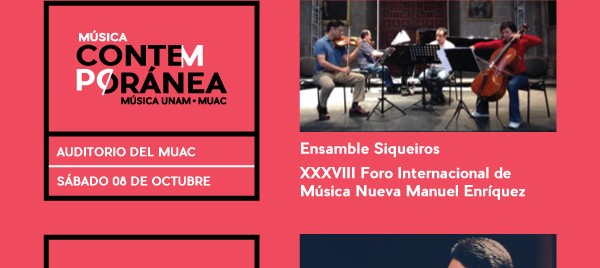 MÚSICA
CONTEM
PORÁNEA
MÚSICA UNAM • MUAC
AUDITORIO DEL MUAC
SÁBADO 08 DE OCTUBRE
Ensamble Siqueiros
XXXVIII Foro Internacional de
Música Nueva Manuel Enríquez